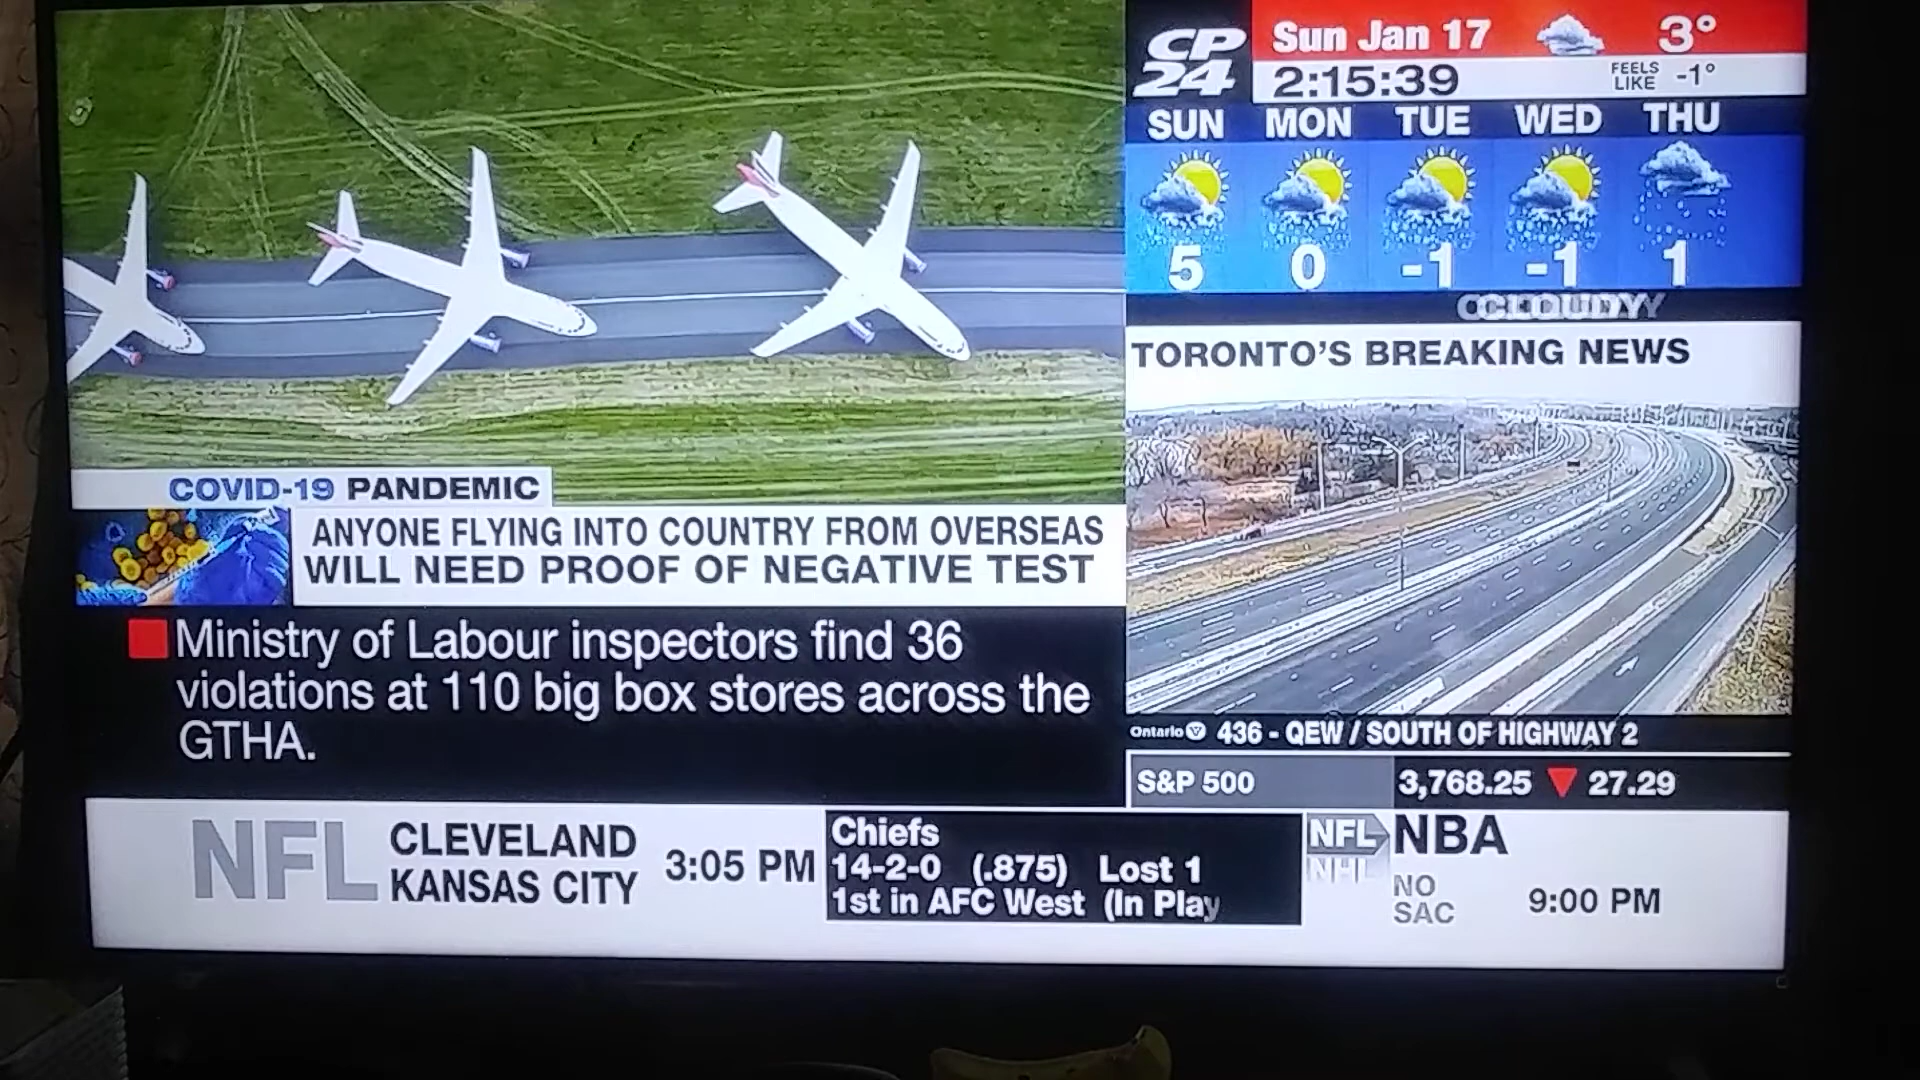 CP
24
Sun Jan 17
3°
2:15:39
FEELS
LIKE -1°
SUN MON TUE WED THU
5 0 -1 -1 1
TORONTO'S BREAKING NEWS
COVID-19 PANDEMIC
ANYONE FLYING INTO COUNTRY FROM OVERSEAS
WILL NEED PROOF OF NEGATIVE TEST
Ministry of Labour inspectors find 36
violations at 110 big box stores across the
GTHA.
Ontario 436 - QEW / SOUTH OF HIGHWAY 2
S&P 500 3,768.25 27.29
NFL
CLEVELAND
KANSAS CITY
3:05 PM
Chiefs
14-2-0 (.875) Lost 1
1st in AFC West (In Play
NFL
NHL
NBA
NO
SAC
9:00 PM